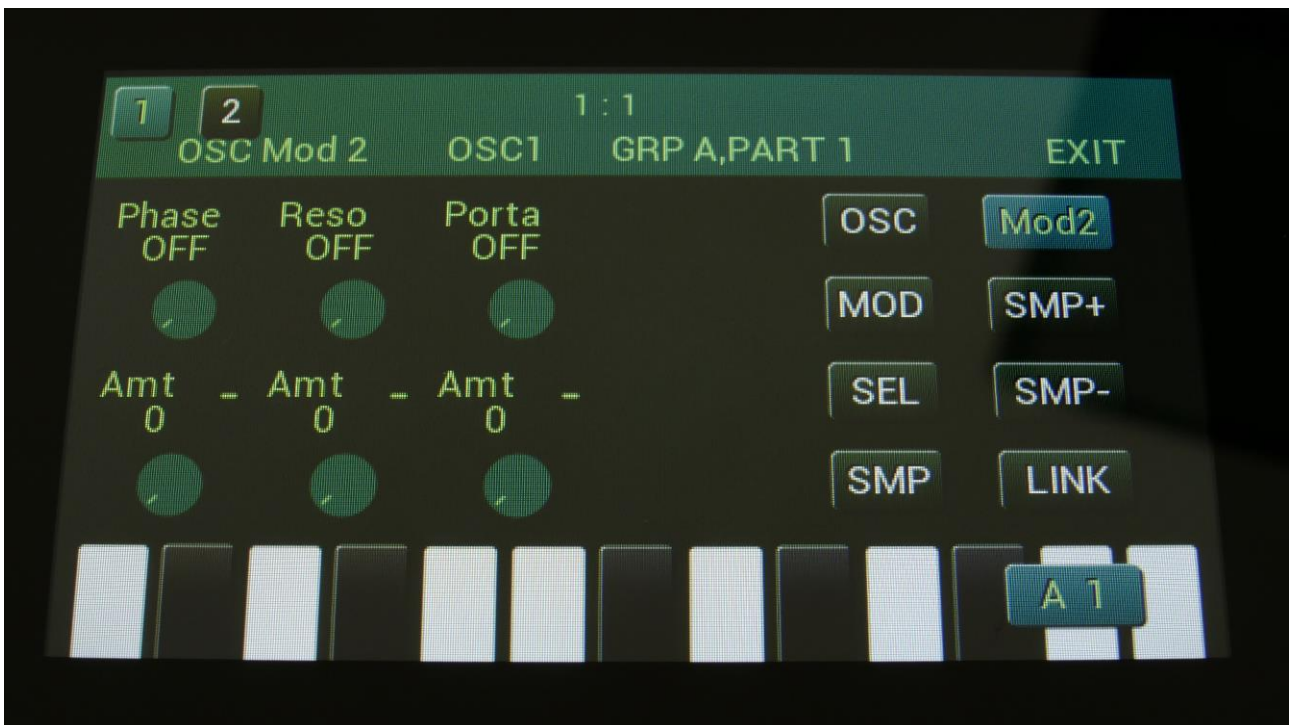 1 2 1 : 1
OSC Mod 2 OSC1 GRP A,PART 1 EXIT
Phase Reso Porta OSC Mod2
OFF OFF OFF
MOD SMP+
Amt - Amt - Amt - SEL SMP-
0 0 0
SMP LINK
A 1